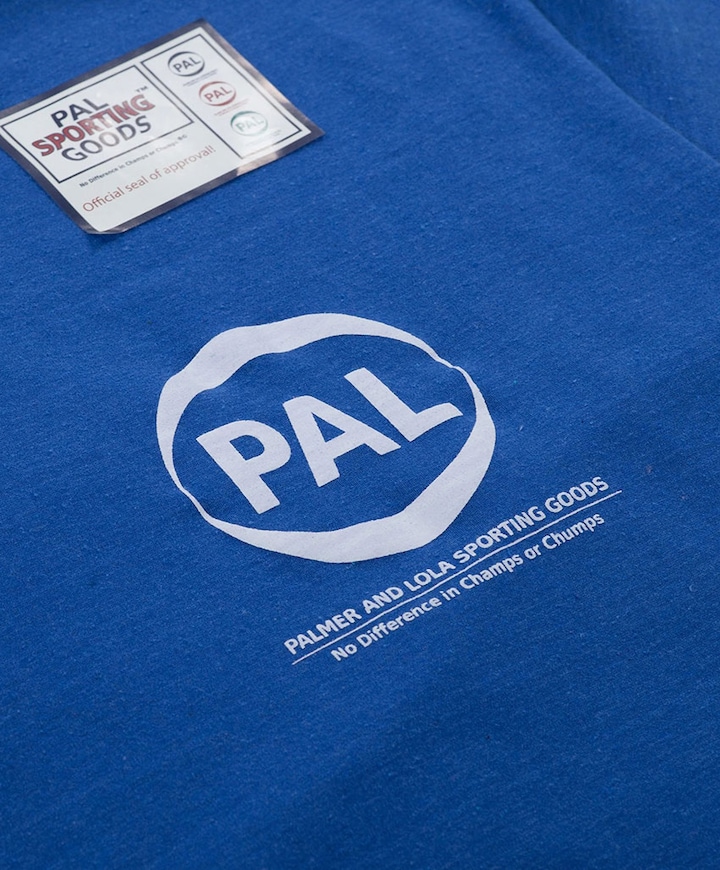 PAL
SPORTING™
GOODS
No Difference in Champs or Chumps
Official seal of approval!
PAL
PAL
PAL
PAL
PALMER AND LOLA SPORTING GOODS
No Difference in Champs or Chumps